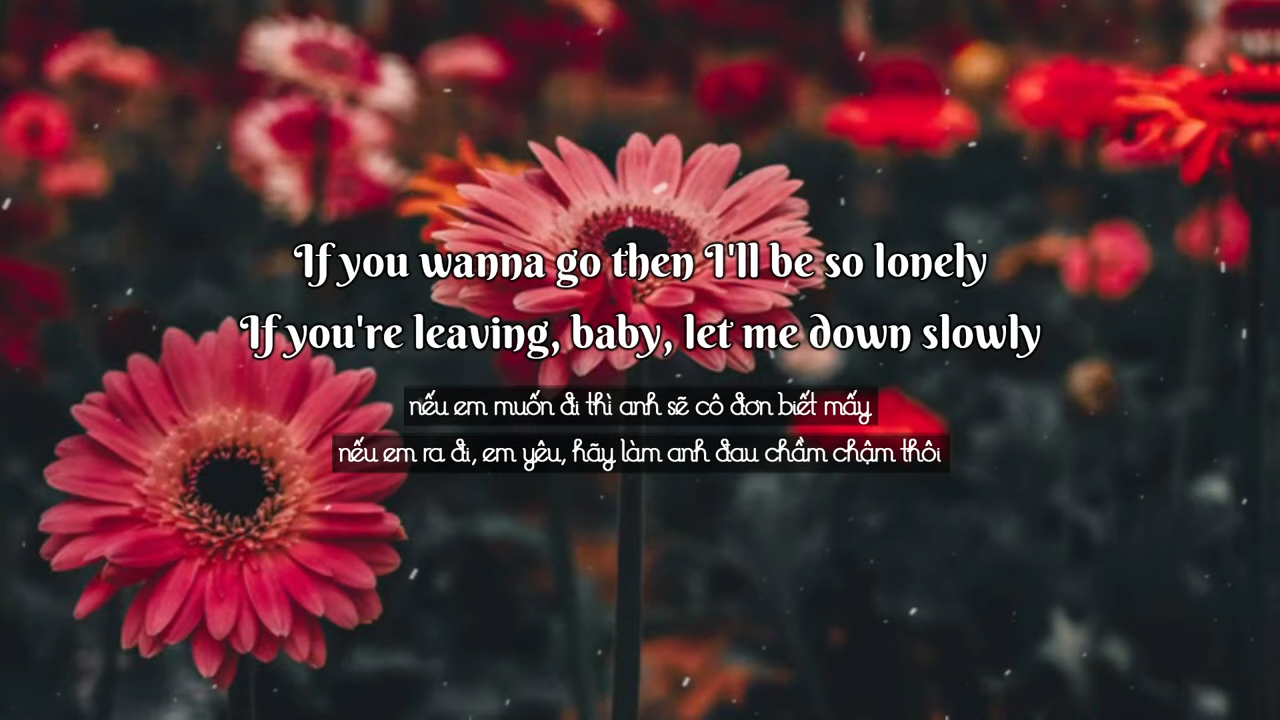 If you wanna go then I'll be so lonely
If you're leaving, baby, let me down slowly
nếu em muốn đi thì anh sẽ cô đơn biết mấy
nếu em ra đi, em yêu, hãy làm anh đau chầm chậm thôi